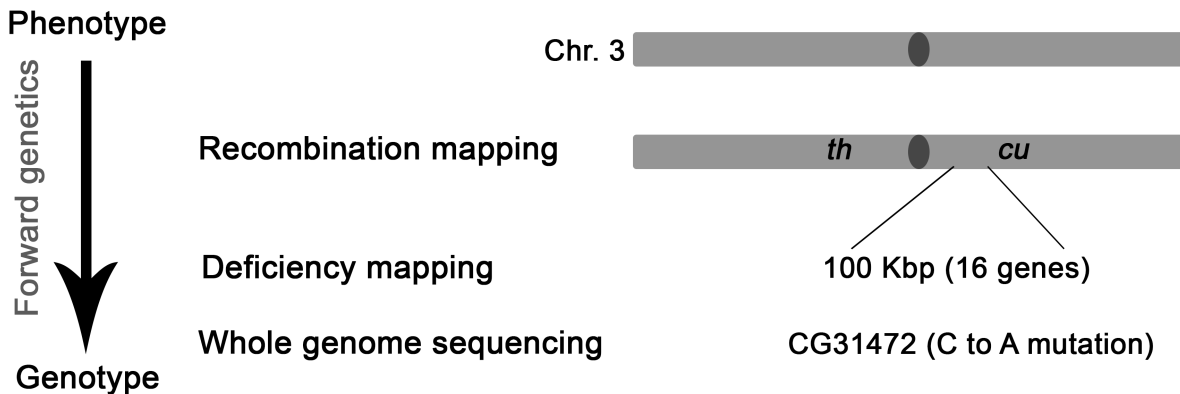 Phenotype
Chr. 3
Forward genetics
Recombination mapping
th
cu
Deficiency mapping
100 Kbp (16 genes)
Whole genome sequencing
CG31472 (C to A mutation)
Genotype